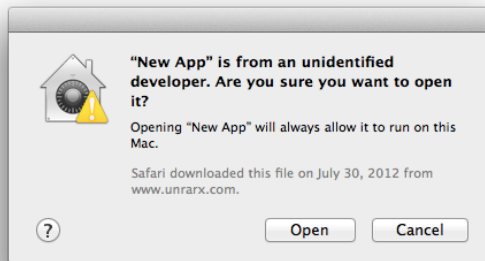 “New App” is from an unidentified
developer. Are you sure you want to open
it?
Opening “New App” will always allow it to run on this
Mac.
Safari downloaded this file on July 30, 2012 from
www.unrarx.com.
?
Open
Cancel